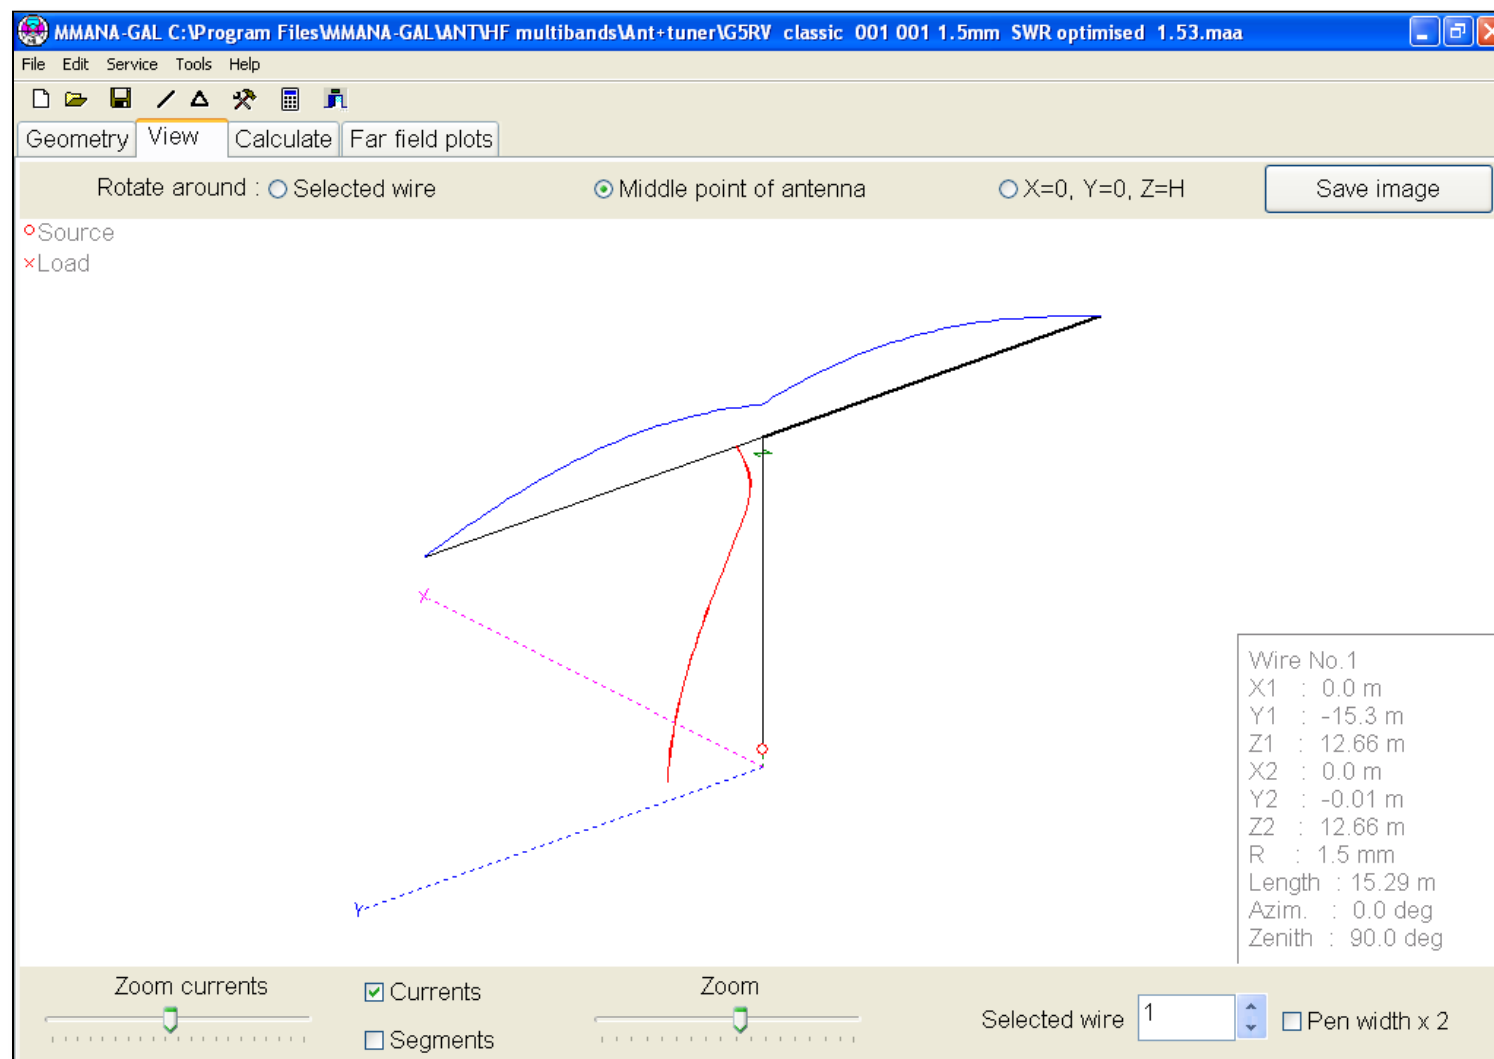 MMANA-GAL C:\Program Files\MMANA-GAL\ANT\HF multibands\Ant+tuner\G5RV classic 001 001 1.5mm SWR optimised 1.53.maa
File Edit Service Tools Help
Geometry View Calculate Far field plots
Rotate around : Selected wire Middle point of antenna X=0, Y=0, Z=H Save image
Source
Load
X
Y
Wire No.1
X1 : 0.0 m
Y1 : -15.3 m
Z1 : 12.66 m
X2 : 0.0 m
Y2 : -0.01 m
Z2 : 12.66 m
R : 1.5 mm
Length : 15.29 m
Azim. : 0.0 deg
Zenith : 90.0 deg
Zoom currents Currents Zoom
Segments
Selected wire 1 Pen width x 2